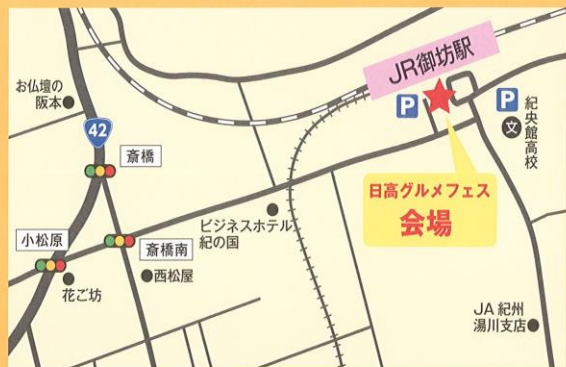 JR御坊駅
お仏壇の
阪本
42
斎橋
P
P
文
紀央館高校
日高グルメフェス
会場
ビジネスホテル
紀の国
小松原
斎橋南
西松屋
花ご坊
JA 紀州
湯川支店